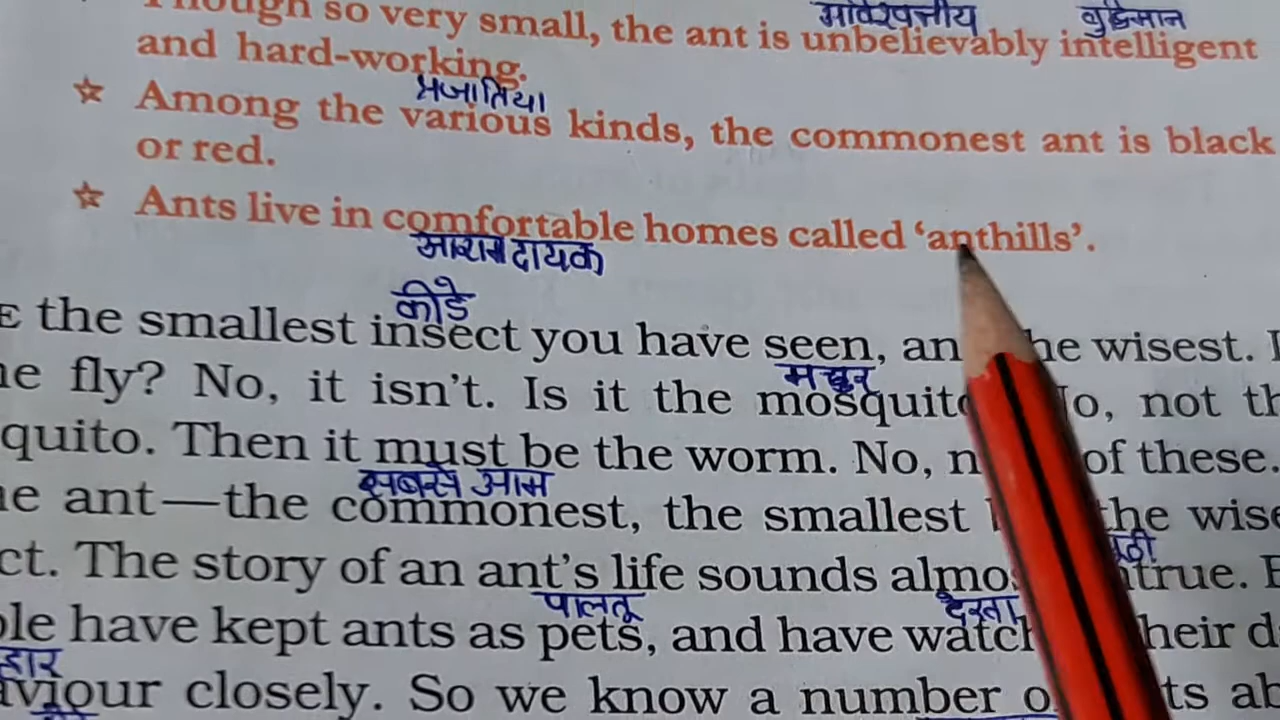 Though so very small, the ant is unbelievably intelligent
बुद्धिमान
and hard-working.
प्रजातिया
Among the various kinds, the commonest ant is black
or red.
Ants live in comfortable homes called ‘anthills’.
आराम दायक
कीडे
the smallest insect you have seen, an he wisest.
fly? No, it isn't. Is it the mosquito No, not th
मच्छर
quito. Then it must be the worm. No, n of these.
सबसे आम
ant—the commonest, the smallest the wise
ct. The story of an ant's life sounds almos true.
पालतू देखना
ple have kept ants as pets, and have watch heir d
aviour closely. So we know a number o ts ab